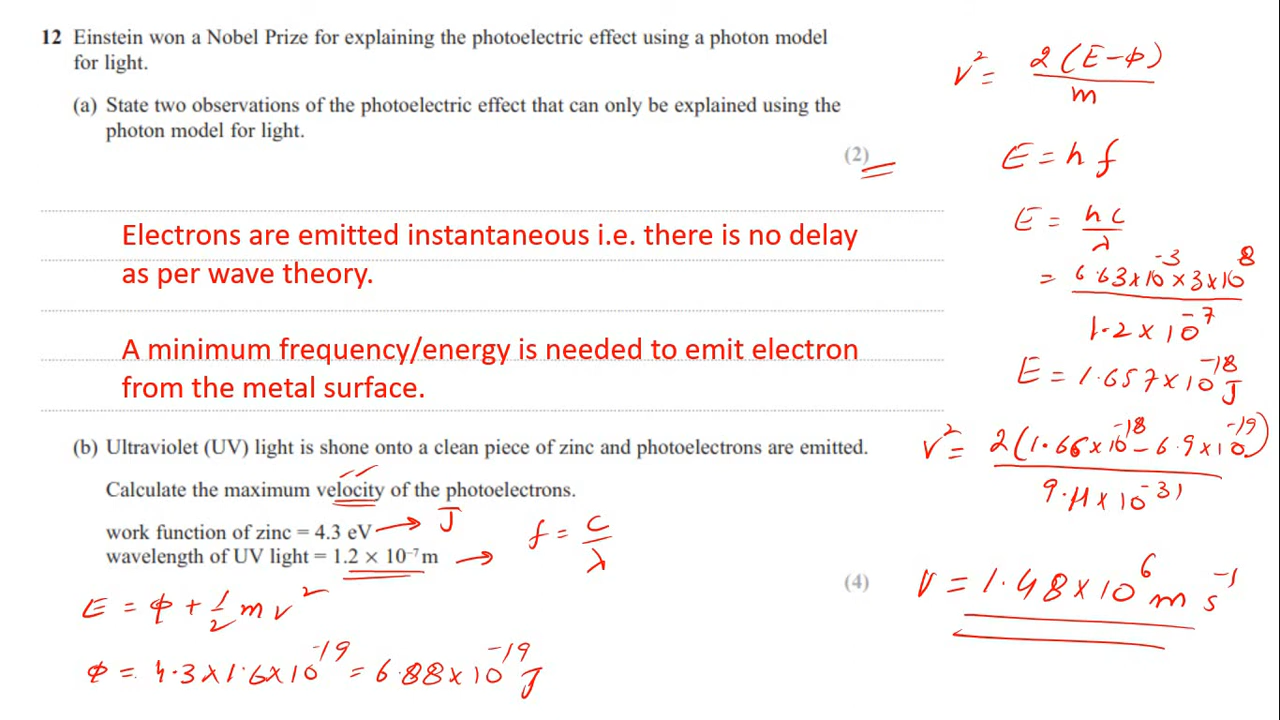 12 Einstein won a Nobel Prize for explaining the photoelectric effect using a photon model
for light.
(a) State two observations of the photoelectric effect that can only be explained using the
photon model for light.
(2)
Electrons are emitted instantaneous i.e. there is no delay
as per wave theory.
A minimum frequency/energy is needed to emit electron
from the metal surface.
(b) Ultraviolet (UV) light is shone onto a clean piece of zinc and photoelectrons are emitted.
Calculate the maximum velocity of the photoelectrons.
work function of zinc = 4.3 eV → J
wavelength of UV light = 1.2 × 10⁻⁷ m →
f = c/λ
(4)
E = ϕ + 1/2 m v²
ϕ = 4.3 × 1.6 × 10⁻¹⁹ = 6.88 × 10⁻¹⁹ J
v² = 2(E − ϕ)/m
E = h f
E = h c/λ
= 6.63 × 10⁻³ × 3 × 10⁸
1.2 × 10⁻⁷
E = 1.657 × 10⁻¹⁸ J
v² = 2(1.66 × 10⁻¹⁸ − 6.9 × 10⁻¹⁹)
9.11 × 10⁻³¹
V = 1.48 × 10⁶ m s⁻¹